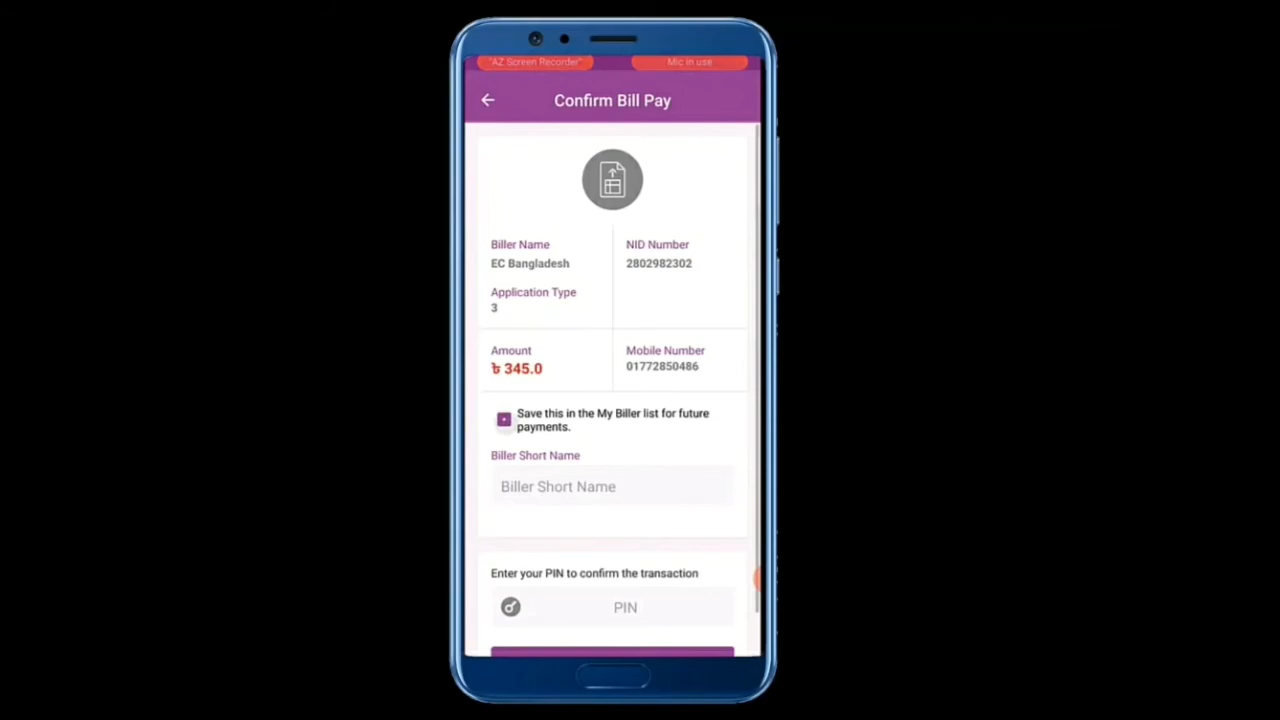 "AZ Screen Recorder" Mic in use
Confirm Bill Pay
Biller Name NID Number
EC Bangladesh 2802982302
Application Type
3
Amount Mobile Number
৳ 345.0 01772850486
Save this in the My Biller list for future
payments.
Biller Short Name
Biller Short Name
Enter your PIN to confirm the transaction
PIN